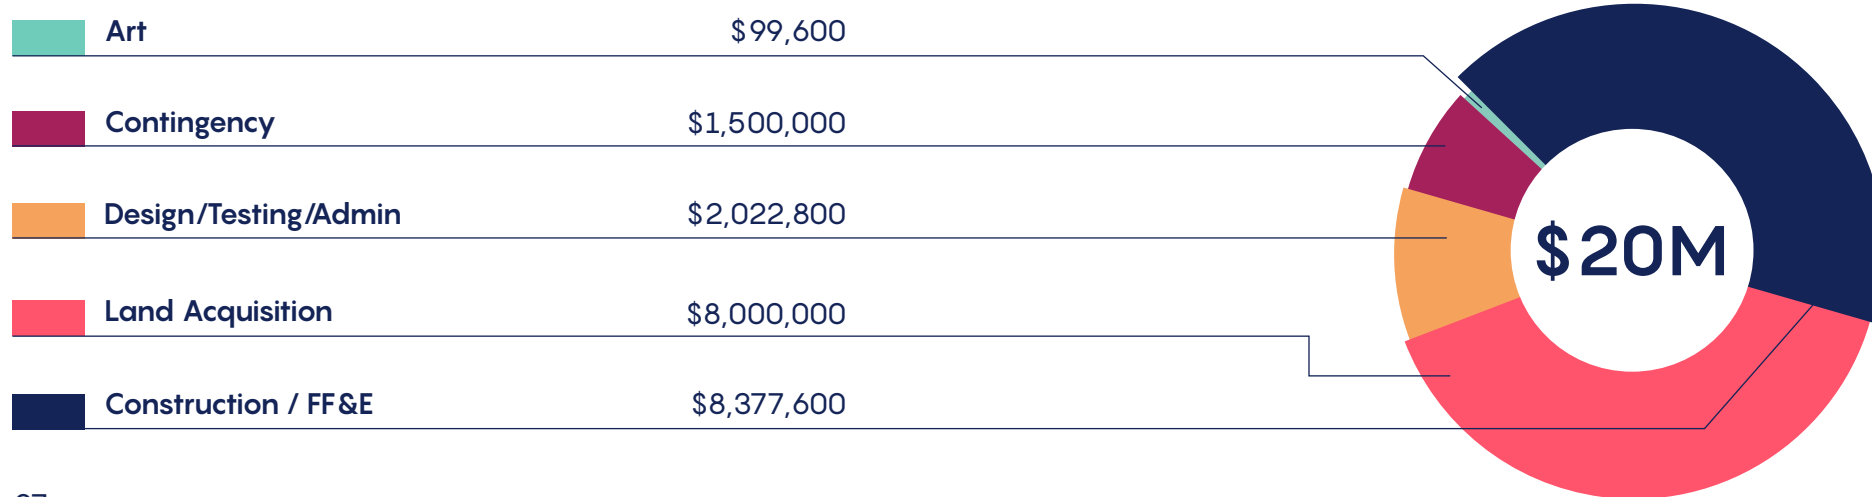 Art $99,600
Contingency $1,500,000
Design/Testing/Admin $2,022,800
Land Acquisition $8,000,000
Construction / FF&E $8,377,600
$20M